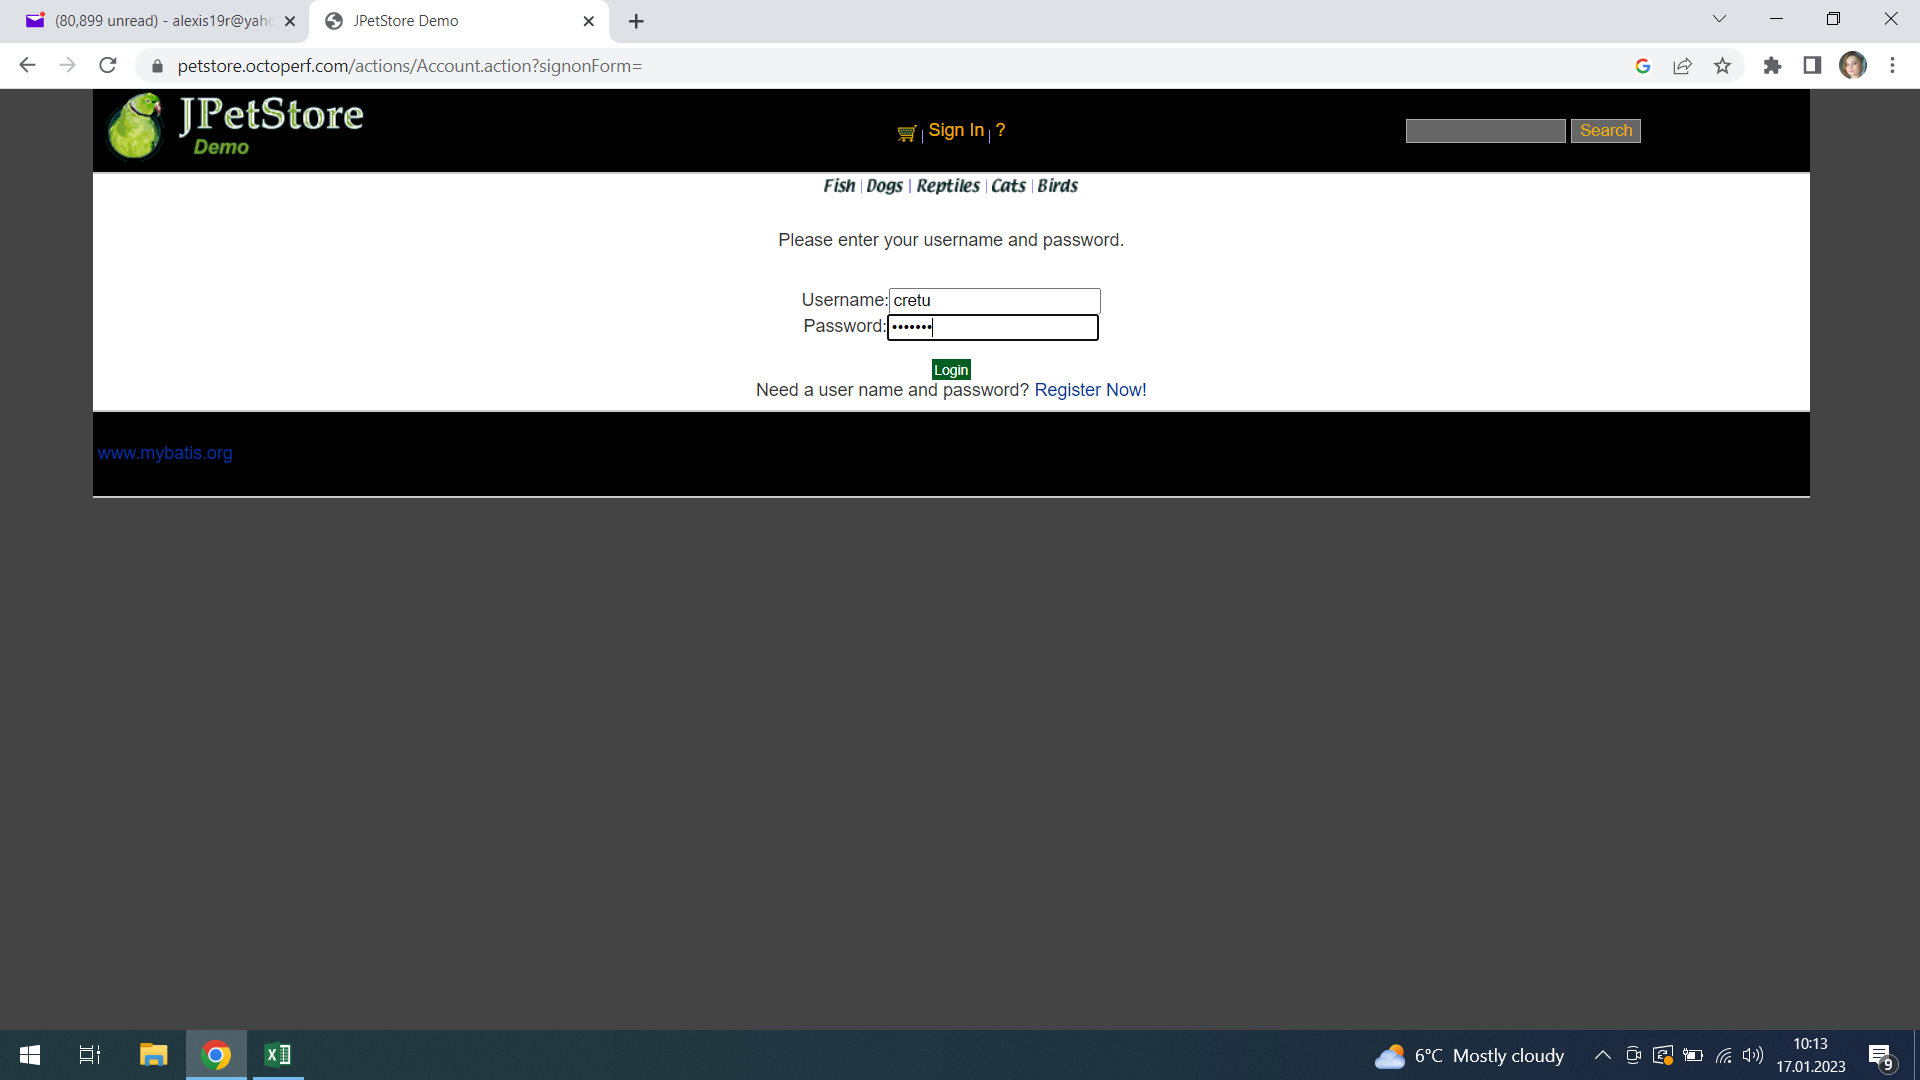 (80,899 unread) - alexis19r@yah
JPetStore Demo
petstore.octoperf.com/actions/Account.action?signonForm=
JPetStore
Demo
Sign In | ?
Search
Fish | Dogs | Reptiles | Cats | Birds
Please enter your username and password.
Username: cretu
Password: •••••••
Login
Need a user name and password? Register Now!
www.mybatis.org
6°C Mostly cloudy
10:13
17.01.2023
9